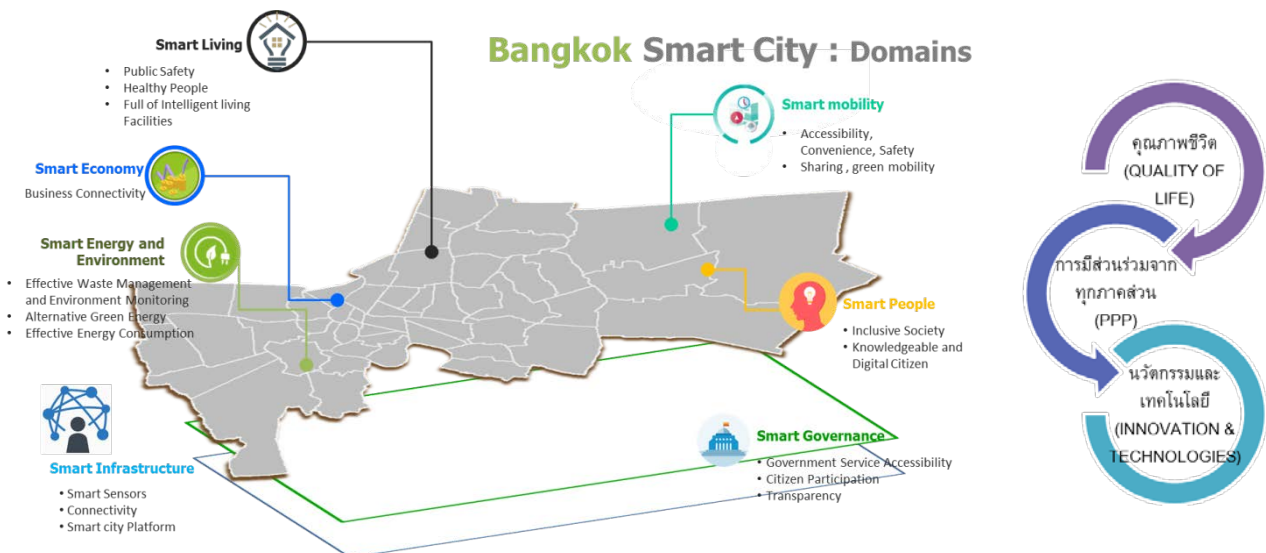 Bangkok Smart City : Domains
Smart Living
• Public Safety
• Healthy People
• Full of Intelligent living
Facilities
Smart Economy
Business Connectivity
Smart Energy and
Environment
• Effective Waste Management
and Environment Monitoring
• Alternative Green Energy
• Effective Energy Consumption
Smart Infrastructure
• Smart Sensors
• Connectivity
• Smart city Platform
Smart mobility
• Accessibility,
Convenience, Safety
• Sharing , green mobility
Smart People
• Inclusive Society
• Knowledgeable and
Digital Citizen
Smart Governance
• Government Service Accessibility
• Citizen Participation
• Transparency
คุณภาพชีวิต
(QUALITY OF
LIFE)
การมีส่วนร่วมจาก
ทุกภาคส่วน
(PPP)
นวัตกรรมและ
เทคโนโลยี
(INNOVATION &
TECHNOLOGIES)